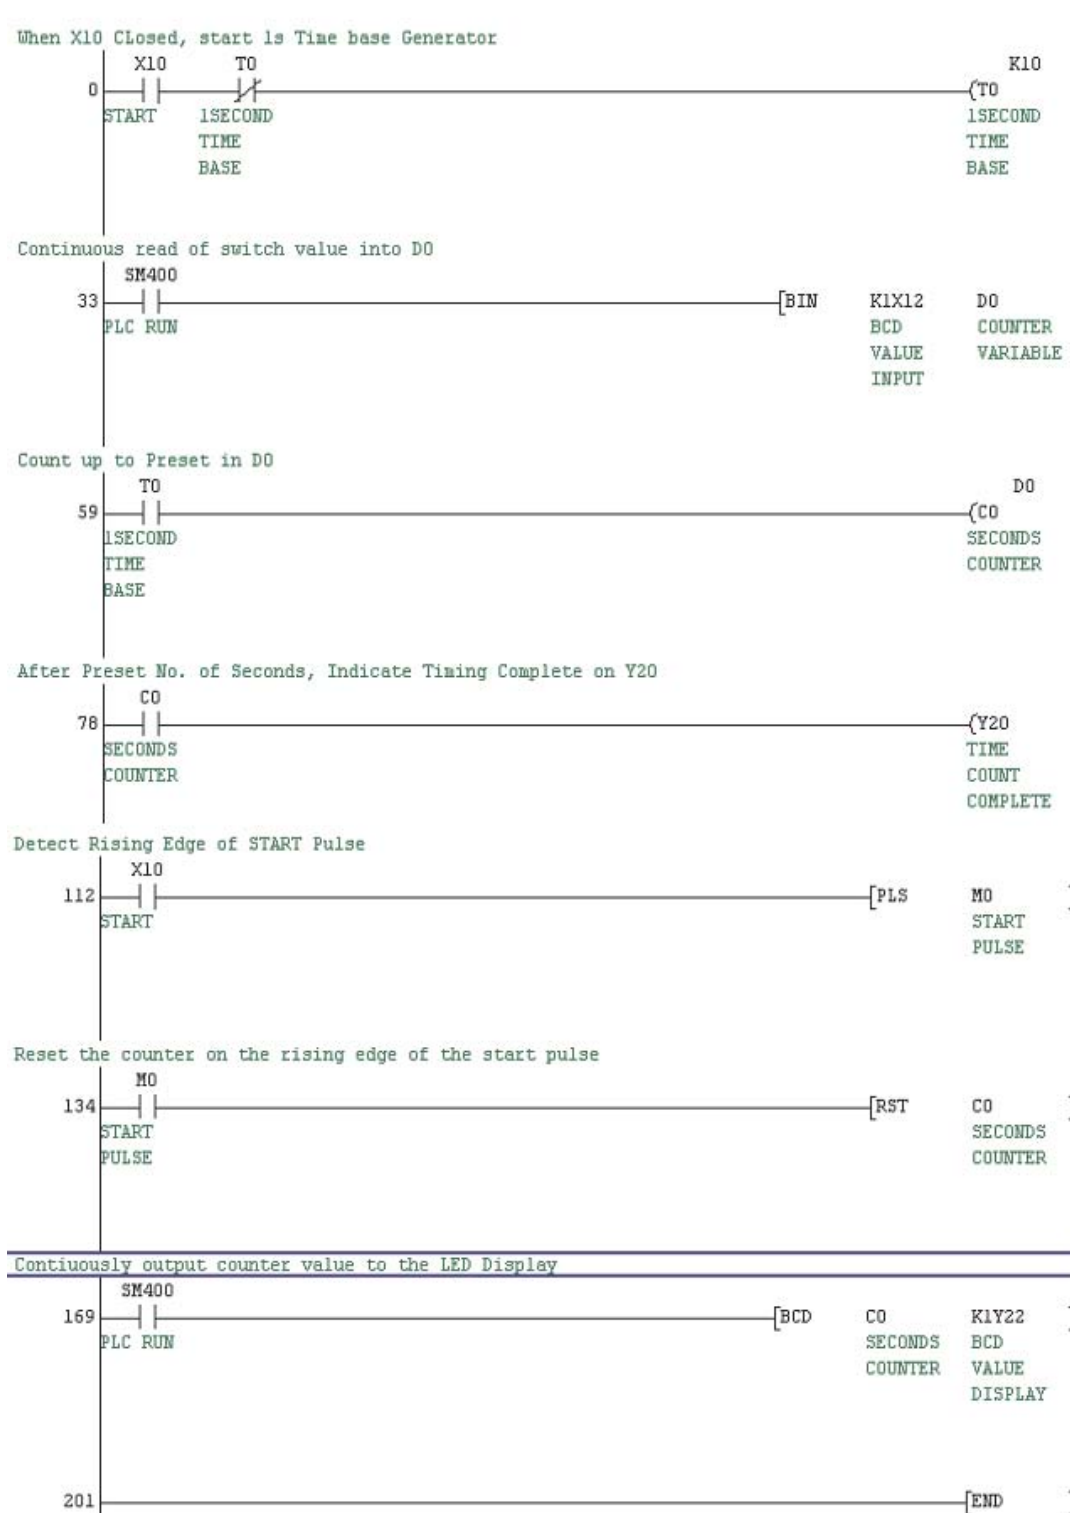 When X10 CLosed, start 1s Time base Generator
X10 T0 K10
0 (T0
START 1SECOND 1SECOND
TIME TIME
BASE BASE
Continuous read of switch value into D0
SM400
33 [BIN K1X12 D0
PLC RUN BCD COUNTER
VALUE VARIABLE
INPUT
Count up to Preset in D0
T0 D0
59 (C0
1SECOND SECONDS
TIME COUNTER
BASE
After Preset No. of Seconds, Indicate Timing Complete on Y20
C0
78 (Y20
SECONDS TIME
COUNTER COUNT
COMPLETE
Detect Rising Edge of START Pulse
X10
112 [PLS M0
START START
PULSE
Reset the counter on the rising edge of the start pulse
M0
134 [RST C0
START SECONDS
PULSE COUNTER
Contiuously output counter value to the LED Display
SM400
169 [BCD C0 K1Y22
PLC RUN SECONDS BCD
COUNTER VALUE
DISPLAY
201 [END